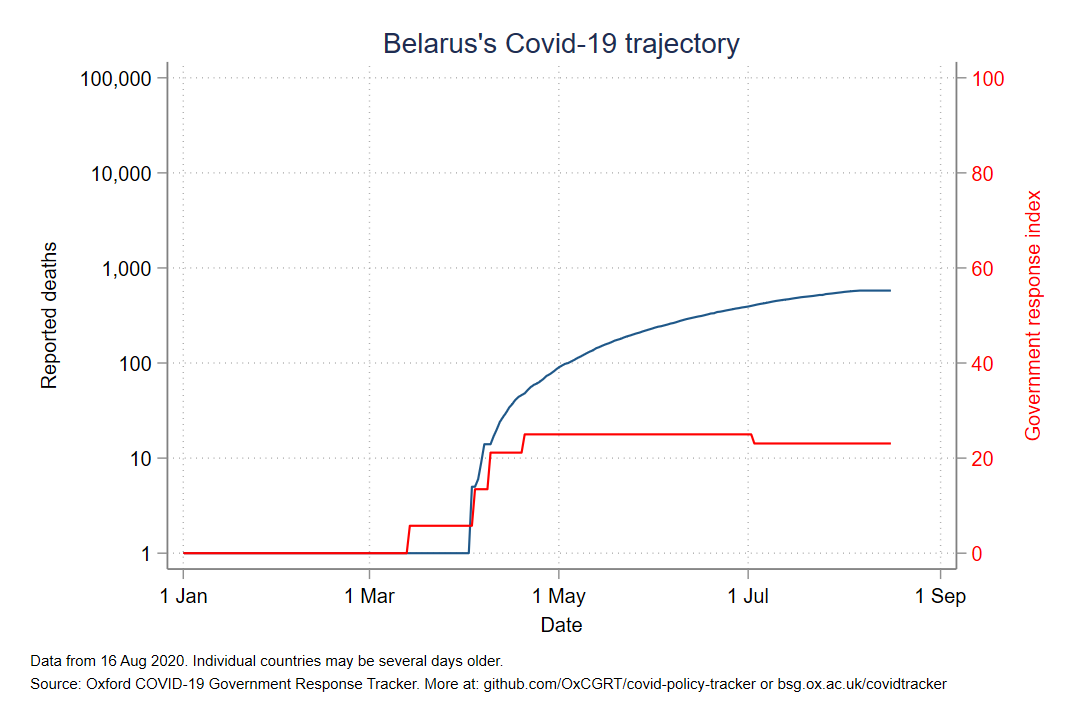 Belarus's Covid-19 trajectory
100,000
10,000
1,000
100
10
1
Reported deaths
100
80
60
40
20
0
Government response index
1 Jan
1 Mar
1 May
1 Jul
1 Sep
Date
Data from 16 Aug 2020. Individual countries may be several days older.
Source: Oxford COVID-19 Government Response Tracker. More at: github.com/OxCGRT/covid-policy-tracker or bsg.ox.ac.uk/covidtracker